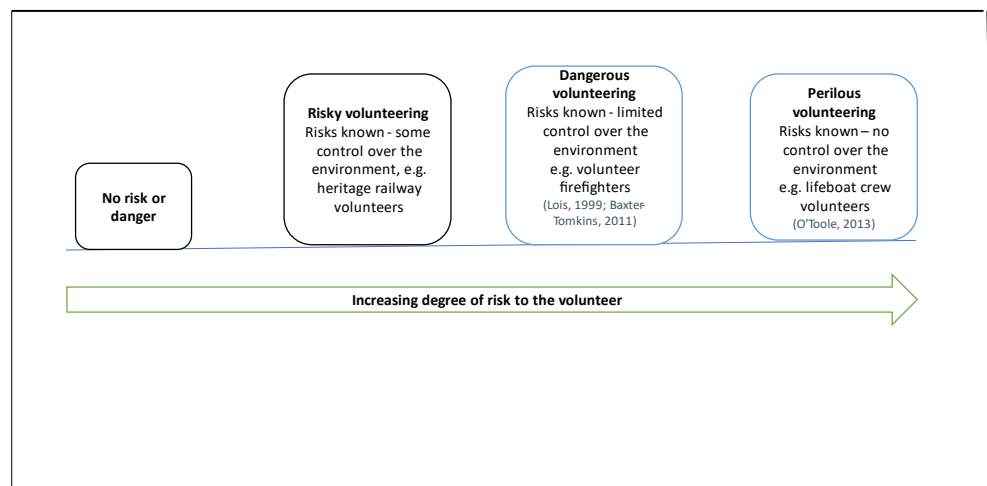 No risk or
danger
Risky volunteering
Risks known - some
control over the
environment, e.g.
heritage railway
volunteers
Dangerous
volunteering
Risks known - limited
control over the
environment
e.g. volunteer
firefighters
(Lois, 1999; Baxter-
Tomkins, 2011)
Perilous
volunteering
Risks known – no
control over the
environment
e.g. lifeboat crew
volunteers
(O’Toole, 2013)
Increasing degree of risk to the volunteer